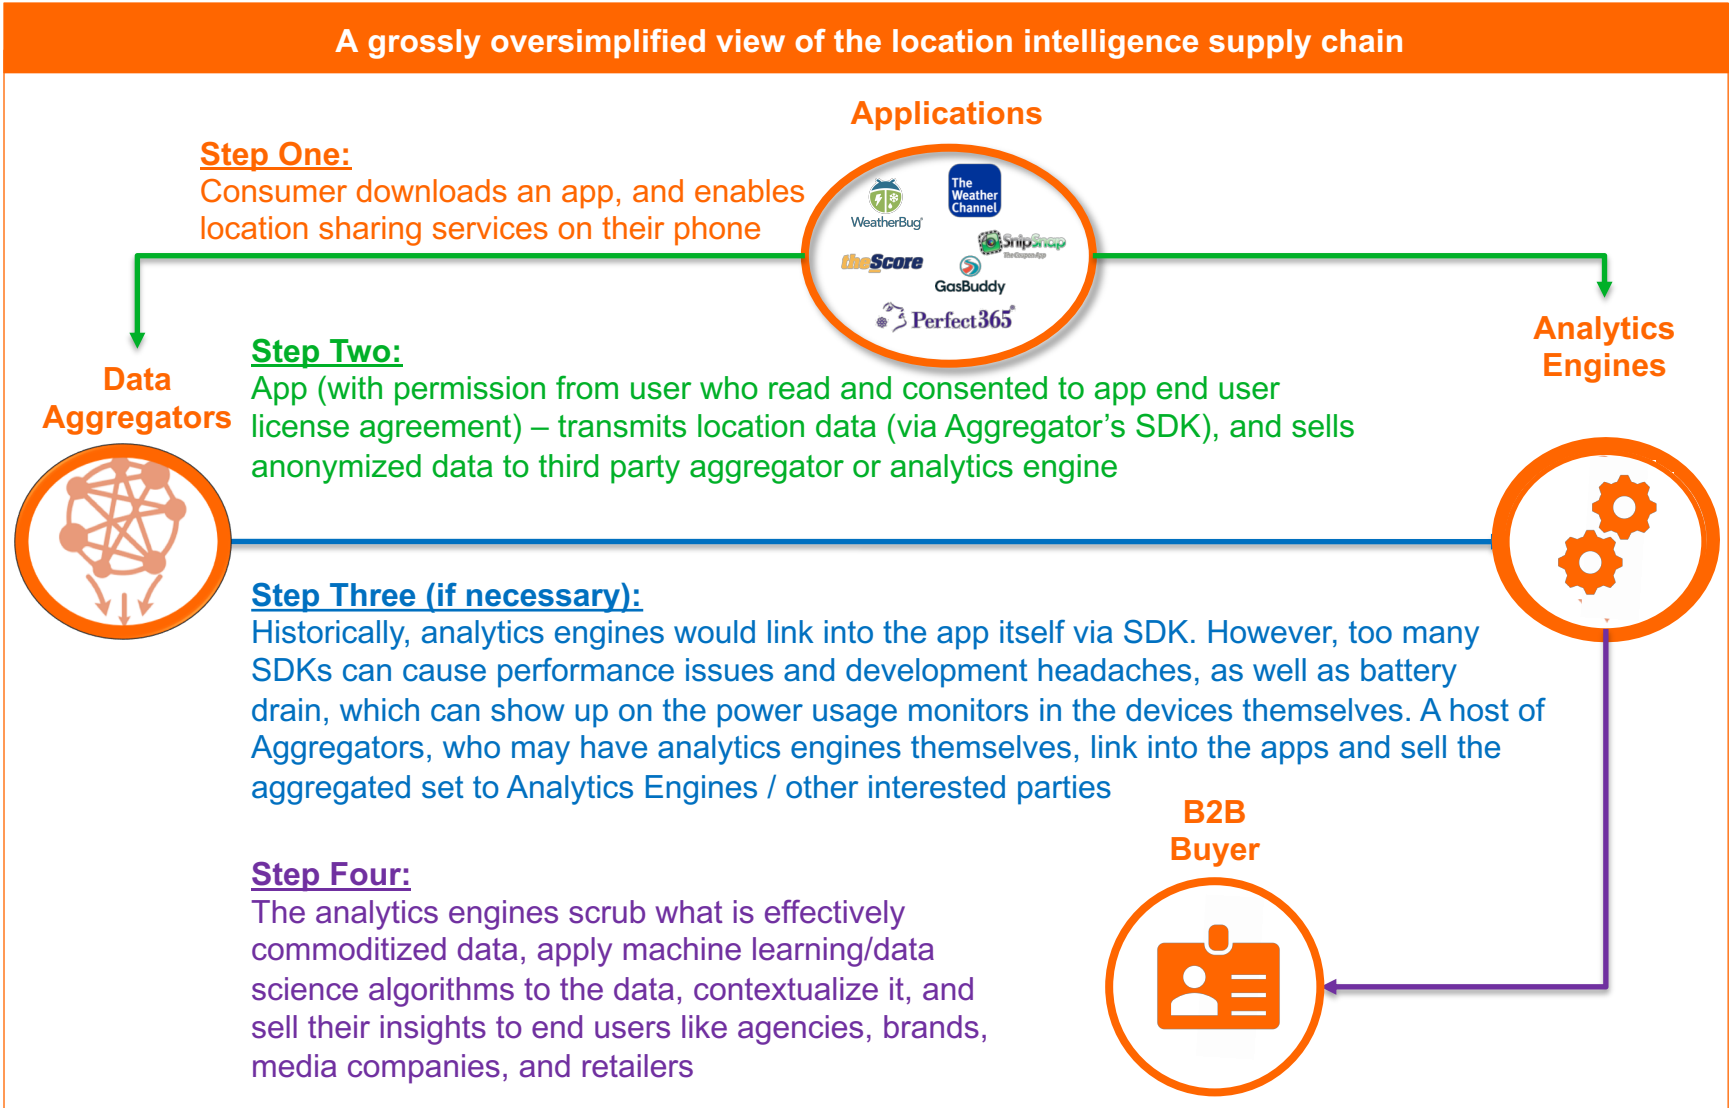 A grossly oversimplified view of the location intelligence supply chain
Applications
Step One:
Consumer downloads an app, and enables
location sharing services on their phone
WeatherBug®
The
Weather
Channel
SnipSnap
The Coupon App
theScore
GasBuddy
Perfect365®
Data
Aggregators
Analytics
Engines
Step Two:
App (with permission from user who read and consented to app end user
license agreement) – transmits location data (via Aggregator’s SDK), and sells
anonymized data to third party aggregator or analytics engine
Step Three (if necessary):
Historically, analytics engines would link into the app itself via SDK. However, too many
SDKs can cause performance issues and development headaches, as well as battery
drain, which can show up on the power usage monitors in the devices themselves. A host of
Aggregators, who may have analytics engines themselves, link into the apps and sell the
aggregated set to Analytics Engines / other interested parties
B2B
Buyer
Step Four:
The analytics engines scrub what is effectively
commoditized data, apply machine learning/data
science algorithms to the data, contextualize it, and
sell their insights to end users like agencies, brands,
media companies, and retailers